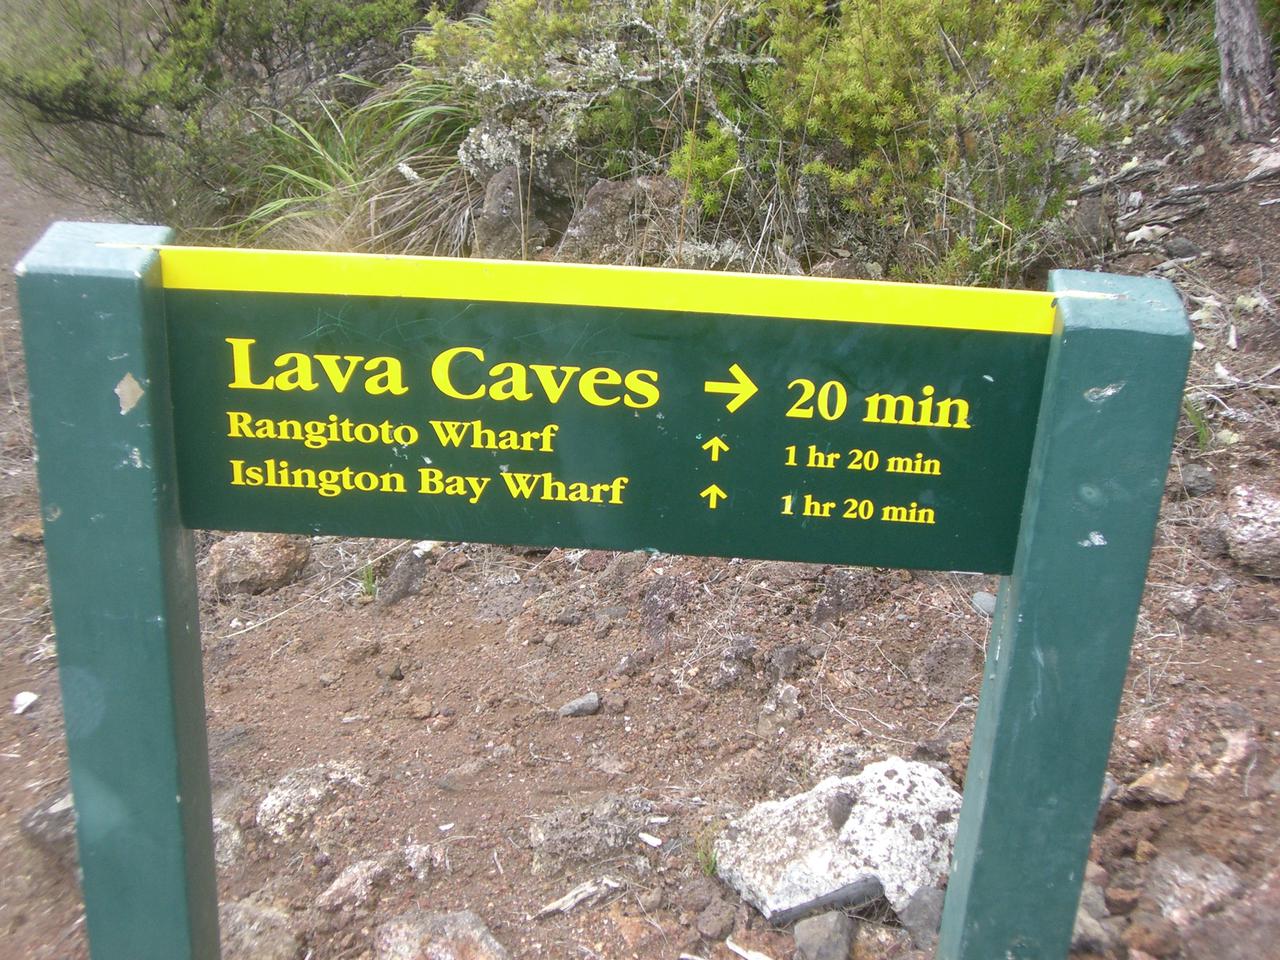 Lava Caves → 20 min
Rangitoto Wharf ↑ 1 hr 20 min
Islington Bay Wharf ↑ 1 hr 20 min